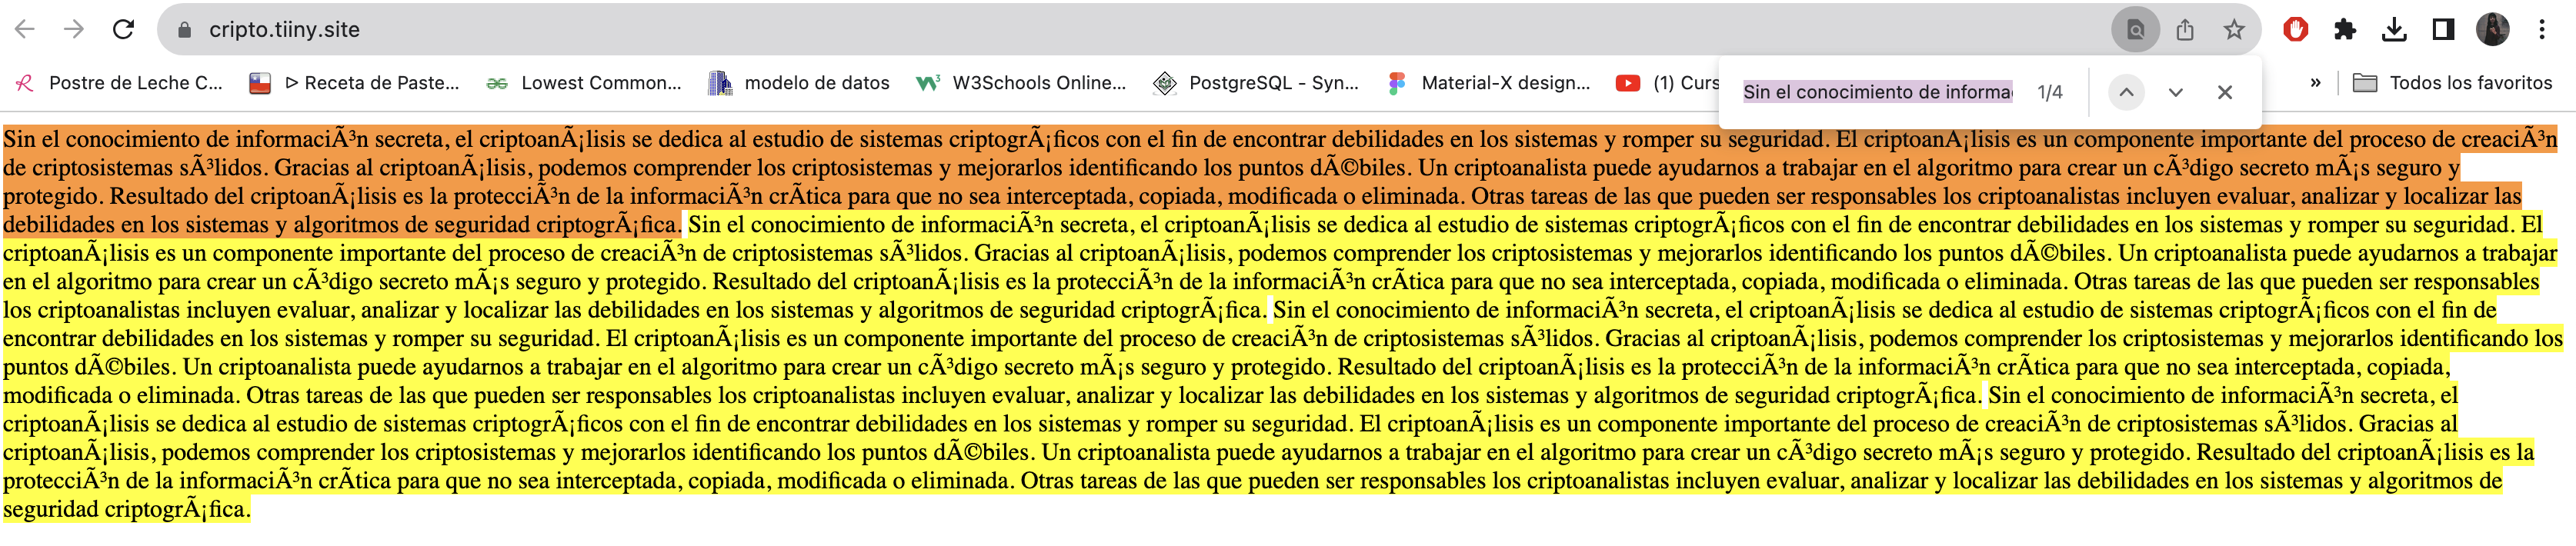 cripto.tiiny.site
Postre de Leche C... ▷ Receta de Paste... Lowest Common... modelo de datos W3Schools Online... PostgreSQL - Syn... Material-X design... (1) Curs » Todos los favoritos
Sin el conocimiento de informa 1/4
Sin el conocimiento de informaciÃ³n secreta, el criptoanÃ¡lisis se dedica al estudio de sistemas criptogrÃ¡ficos con el fin de encontrar debilidades en los sistemas y romper su seguridad. El criptoanÃ¡lisis es un componente importante del proceso de creaciÃ³n
de criptosistemas sÃ³lidos. Gracias al criptoanÃ¡lisis, podemos comprender los criptosistemas y mejorarlos identificando los puntos dÃ©biles. Un criptoanalista puede ayudarnos a trabajar en el algoritmo para crear un cÃ³digo secreto mÃ¡s seguro y
protegido. Resultado del criptoanÃ¡lisis es la protecciÃ³n de la informaciÃ³n crÃ­tica para que no sea interceptada, copiada, modificada o eliminada. Otras tareas de las que pueden ser responsables los criptoanalistas incluyen evaluar, analizar y localizar las
debilidades en los sistemas y algoritmos de seguridad criptogrÃ¡fica. Sin el conocimiento de informaciÃ³n secreta, el criptoanÃ¡lisis se dedica al estudio de sistemas criptogrÃ¡ficos con el fin de encontrar debilidades en los sistemas y romper su seguridad. El
criptoanÃ¡lisis es un componente importante del proceso de creaciÃ³n de criptosistemas sÃ³lidos. Gracias al criptoanÃ¡lisis, podemos comprender los criptosistemas y mejorarlos identificando los puntos dÃ©biles. Un criptoanalista puede ayudarnos a trabajar
en el algoritmo para crear un cÃ³digo secreto mÃ¡s seguro y protegido. Resultado del criptoanÃ¡lisis es la protecciÃ³n de la informaciÃ³n crÃ­tica para que no sea interceptada, copiada, modificada o eliminada. Otras tareas de las que pueden ser responsables
los criptoanalistas incluyen evaluar, analizar y localizar las debilidades en los sistemas y algoritmos de seguridad criptogrÃ¡fica. Sin el conocimiento de informaciÃ³n secreta, el criptoanÃ¡lisis se dedica al estudio de sistemas criptogrÃ¡ficos con el fin de
encontrar debilidades en los sistemas y romper su seguridad. El criptoanÃ¡lisis es un componente importante del proceso de creaciÃ³n de criptosistemas sÃ³lidos. Gracias al criptoanÃ¡lisis, podemos comprender los criptosistemas y mejorarlos identificando los
puntos dÃ©biles. Un criptoanalista puede ayudarnos a trabajar en el algoritmo para crear un cÃ³digo secreto mÃ¡s seguro y protegido. Resultado del criptoanÃ¡lisis es la protecciÃ³n de la informaciÃ³n crÃ­tica para que no sea interceptada, copiada,
modificada o eliminada. Otras tareas de las que pueden ser responsables los criptoanalistas incluyen evaluar, analizar y localizar las debilidades en los sistemas y algoritmos de seguridad criptogrÃ¡fica. Sin el conocimiento de informaciÃ³n secreta, el
criptoanÃ¡lisis se dedica al estudio de sistemas criptogrÃ¡ficos con el fin de encontrar debilidades en los sistemas y romper su seguridad. El criptoanÃ¡lisis es un componente importante del proceso de creaciÃ³n de criptosistemas sÃ³lidos. Gracias al
criptoanÃ¡lisis, podemos comprender los criptosistemas y mejorarlos identificando los puntos dÃ©biles. Un criptoanalista puede ayudarnos a trabajar en el algoritmo para crear un cÃ³digo secreto mÃ¡s seguro y protegido. Resultado del criptoanÃ¡lisis es la
protecciÃ³n de la informaciÃ³n crÃ­tica para que no sea interceptada, copiada, modificada o eliminada. Otras tareas de las que pueden ser responsables los criptoanalistas incluyen evaluar, analizar y localizar las debilidades en los sistemas y algoritmos de
seguridad criptogrÃ¡fica.